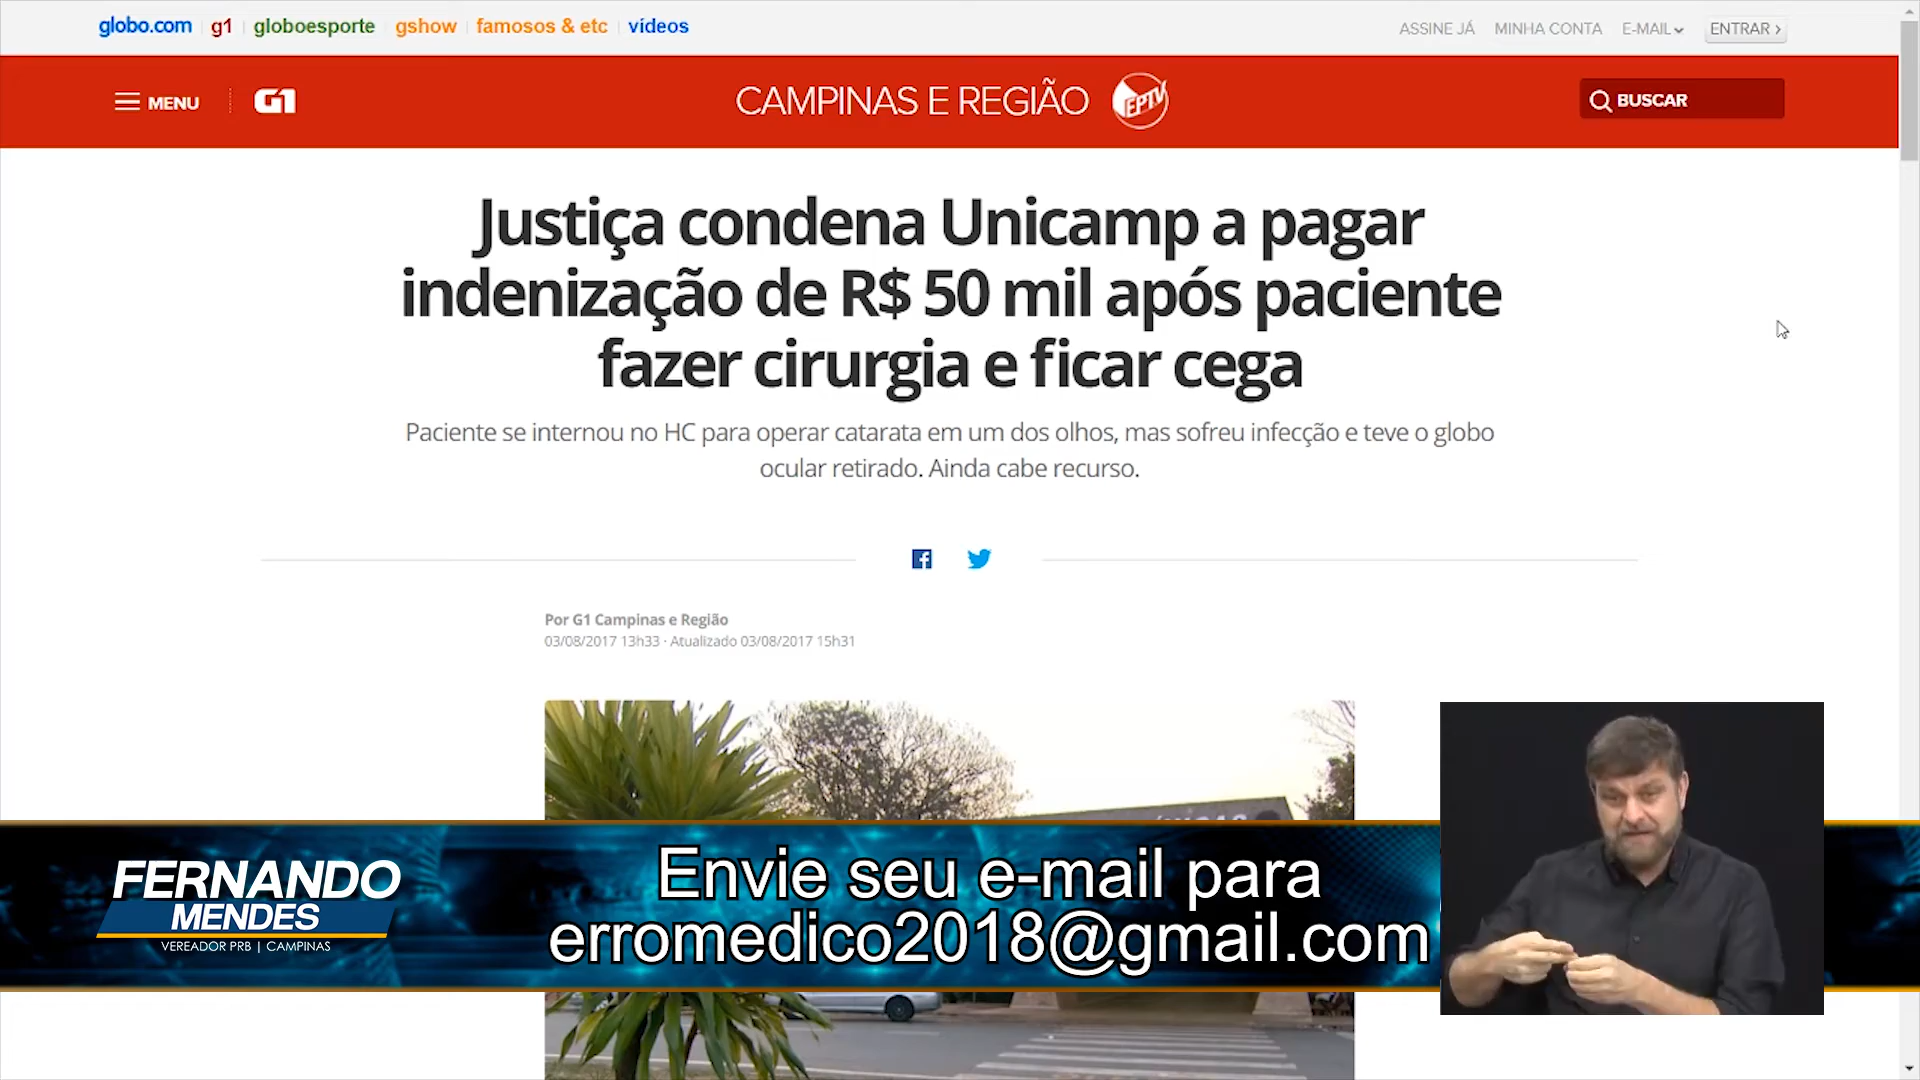 globo.com g1 globoesporte gshow famosos & etc vídeos
ASSINE JÁ MINHA CONTA E-MAIL ENTRAR ›
MENU G1 CAMPINAS E REGIÃO EPTV BUSCAR
Justiça condena Unicamp a pagar
indenização de R$ 50 mil após paciente
fazer cirurgia e ficar cega
Paciente se internou no HC para operar catarata em um dos olhos, mas sofreu infecção e teve o globo
ocular retirado. Ainda cabe recurso.
Por G1 Campinas e Região
03/08/2017 13h33 · Atualizado 03/08/2017 15h31
FERNANDO
MENDES
VEREADOR PRB | CAMPINAS
Envie seu e-mail para
erromedico2018@gmail.com